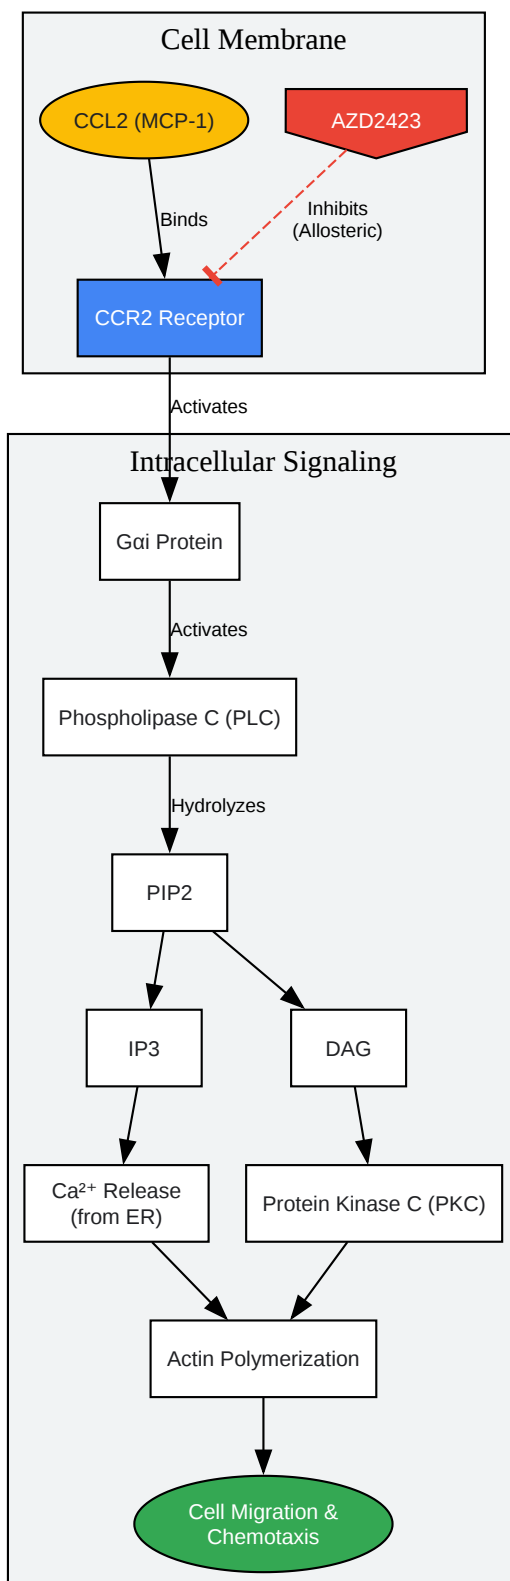 Cell Membrane
CCL2 (MCP-1)
AZD2423
Binds
Inhibits
(Allosteric)
CCR2 Receptor
Activates
Intracellular Signaling
Gαi Protein
Activates
Phospholipase C (PLC)
Hydrolyzes
PIP2
IP3
DAG
Ca²⁺ Release
(from ER)
Protein Kinase C (PKC)
Actin Polymerization
Cell Migration &
Chemotaxis